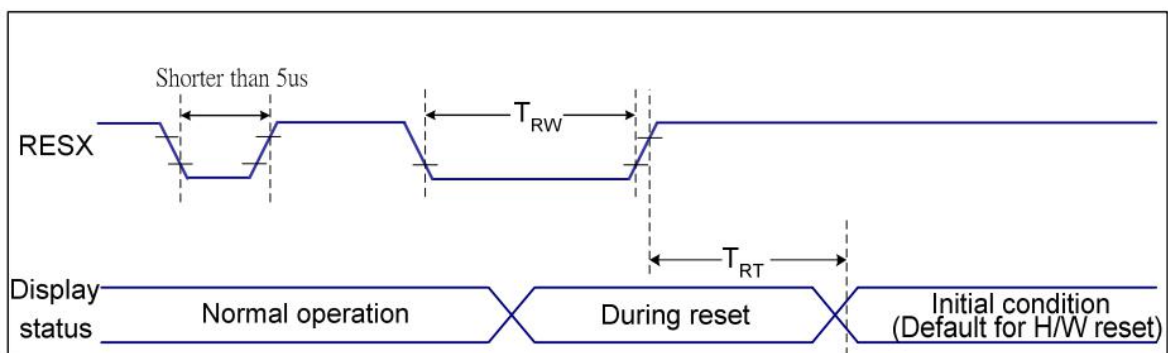 Shorter than 5us
RESX
TRW
TRT
Display
status
Normal operation
During reset
Initial condition
(Default for H/W reset)